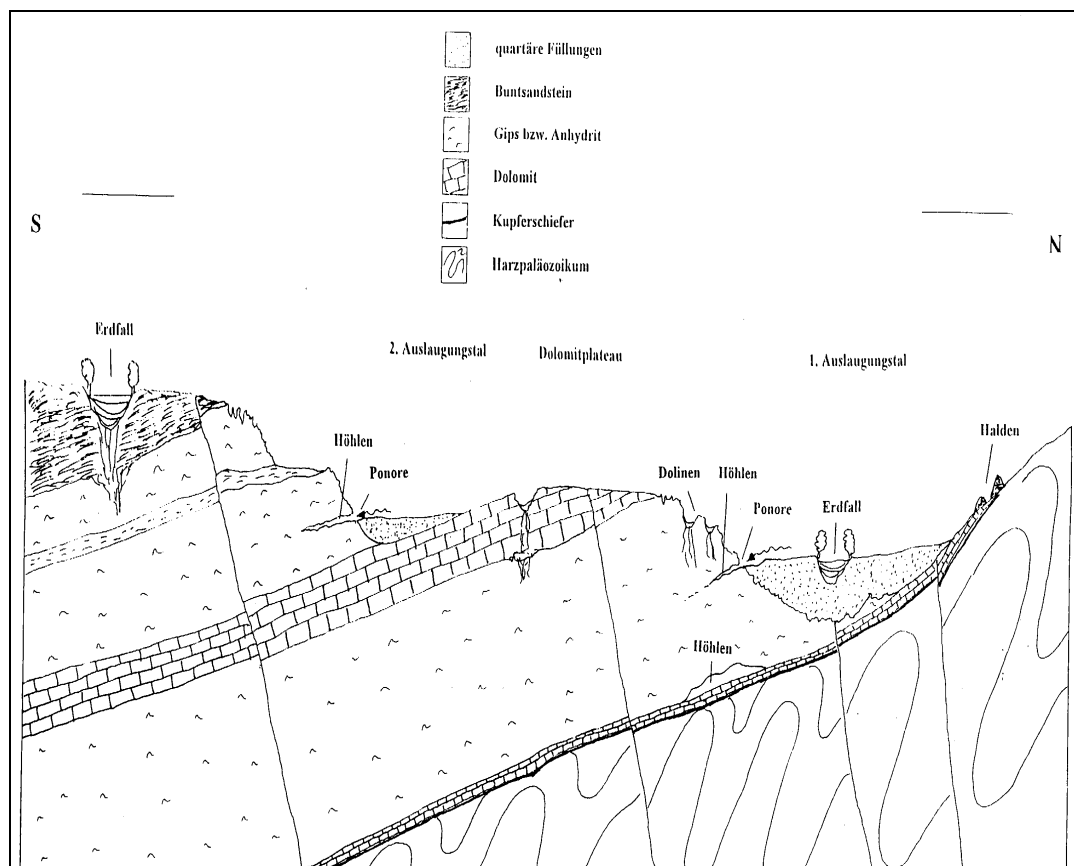 quartäre Füllungen
Buntsandstein
Gips bzw. Anhydrit
Dolomit
Kupferschiefer
Harzpaläozoikum
S
N
Erdfall
2. Auslaugungstal
Dolomitplateau
1. Auslaugungstal
Halden
Höhlen
Ponore
Dolinen
Höhlen
Ponore
Erdfall
Höhlen